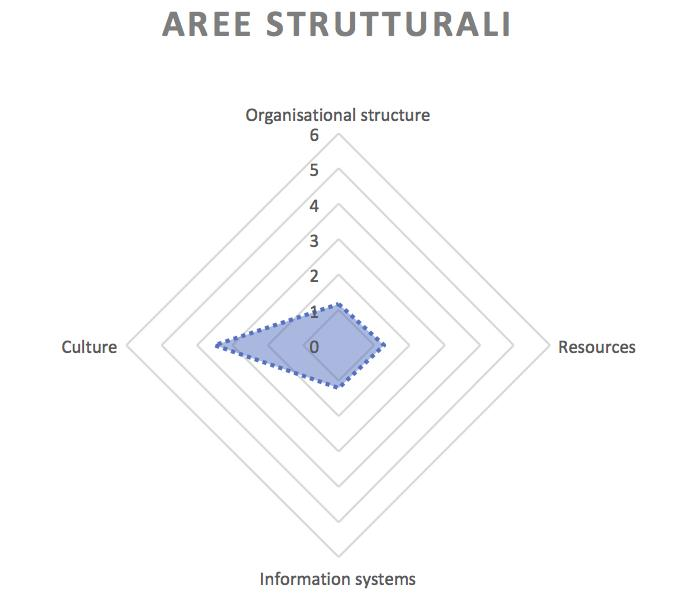 AREE STRUTTURALI
Organisational structure
6
5
4
3
2
1
0
Culture
Resources
Information systems